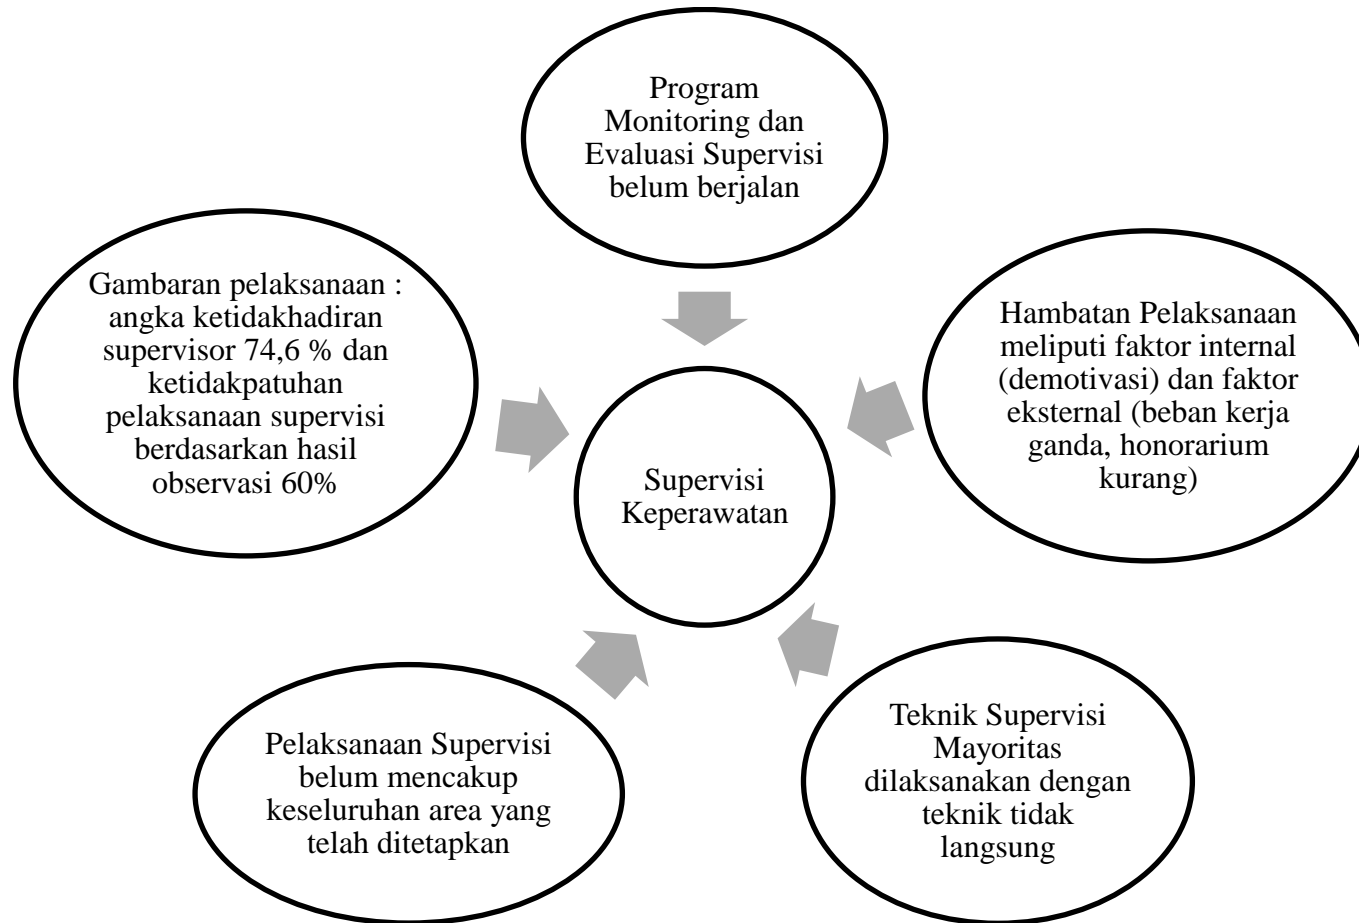 Program
Monitoring dan
Evaluasi Supervisi
belum berjalan
Gambaran pelaksanaan :
angka ketidakhadiran
supervisor 74,6 % dan
ketidakpatuhan
pelaksanaan supervisi
berdasarkan hasil
observasi 60%
Hambatan Pelaksanaan
meliputi faktor internal
(demotivasi) dan faktor
eksternal (beban kerja
ganda, honorarium
kurang)
Supervisi
Keperawatan
Pelaksanaan Supervisi
belum mencakup
keseluruhan area yang
telah ditetapkan
Teknik Supervisi
Mayoritas
dilaksanakan dengan
teknik tidak
langsung